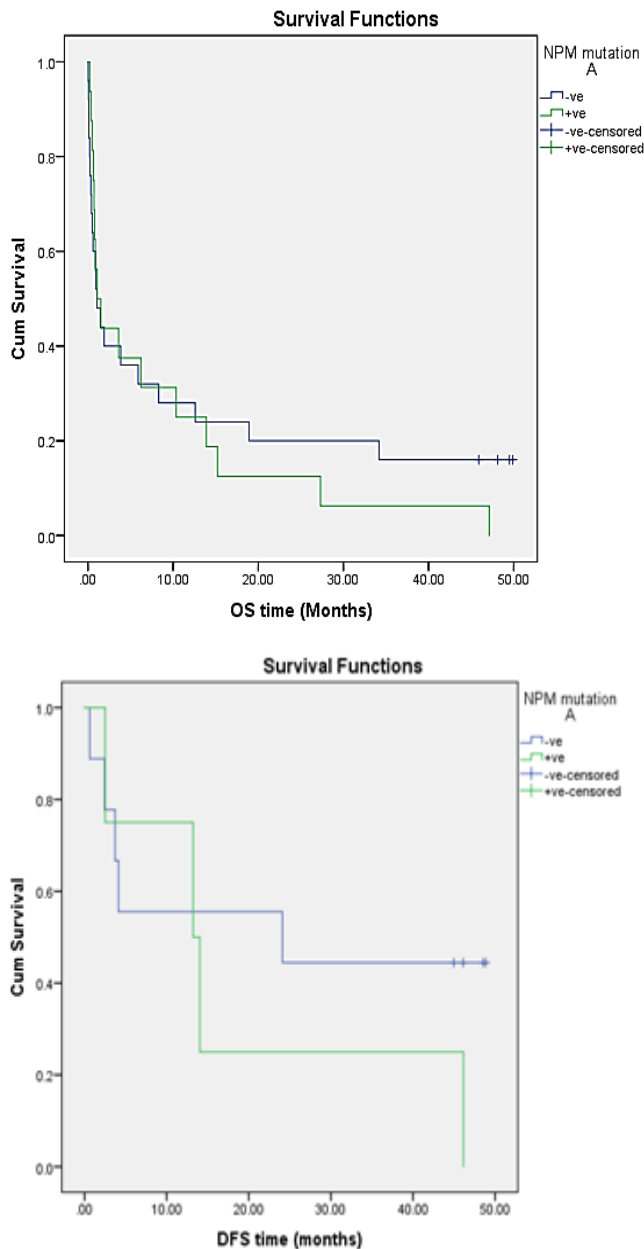 Survival Functions
NPM mutation
A
-ve
+ve
-ve-censored
+ve-censored
1.0
0.8
0.6
0.4
0.2
0.0
Cum Survival
.00 10.00 20.00 30.00 40.00 50.00
OS time (Months)
Survival Functions
NPM mutation
A
-ve
+ve
-ve-censored
+ve-censored
1.0
0.8
0.6
0.4
0.2
0.0
Cum Survival
.00 10.00 20.00 30.00 40.00 50.00
DFS time (months)